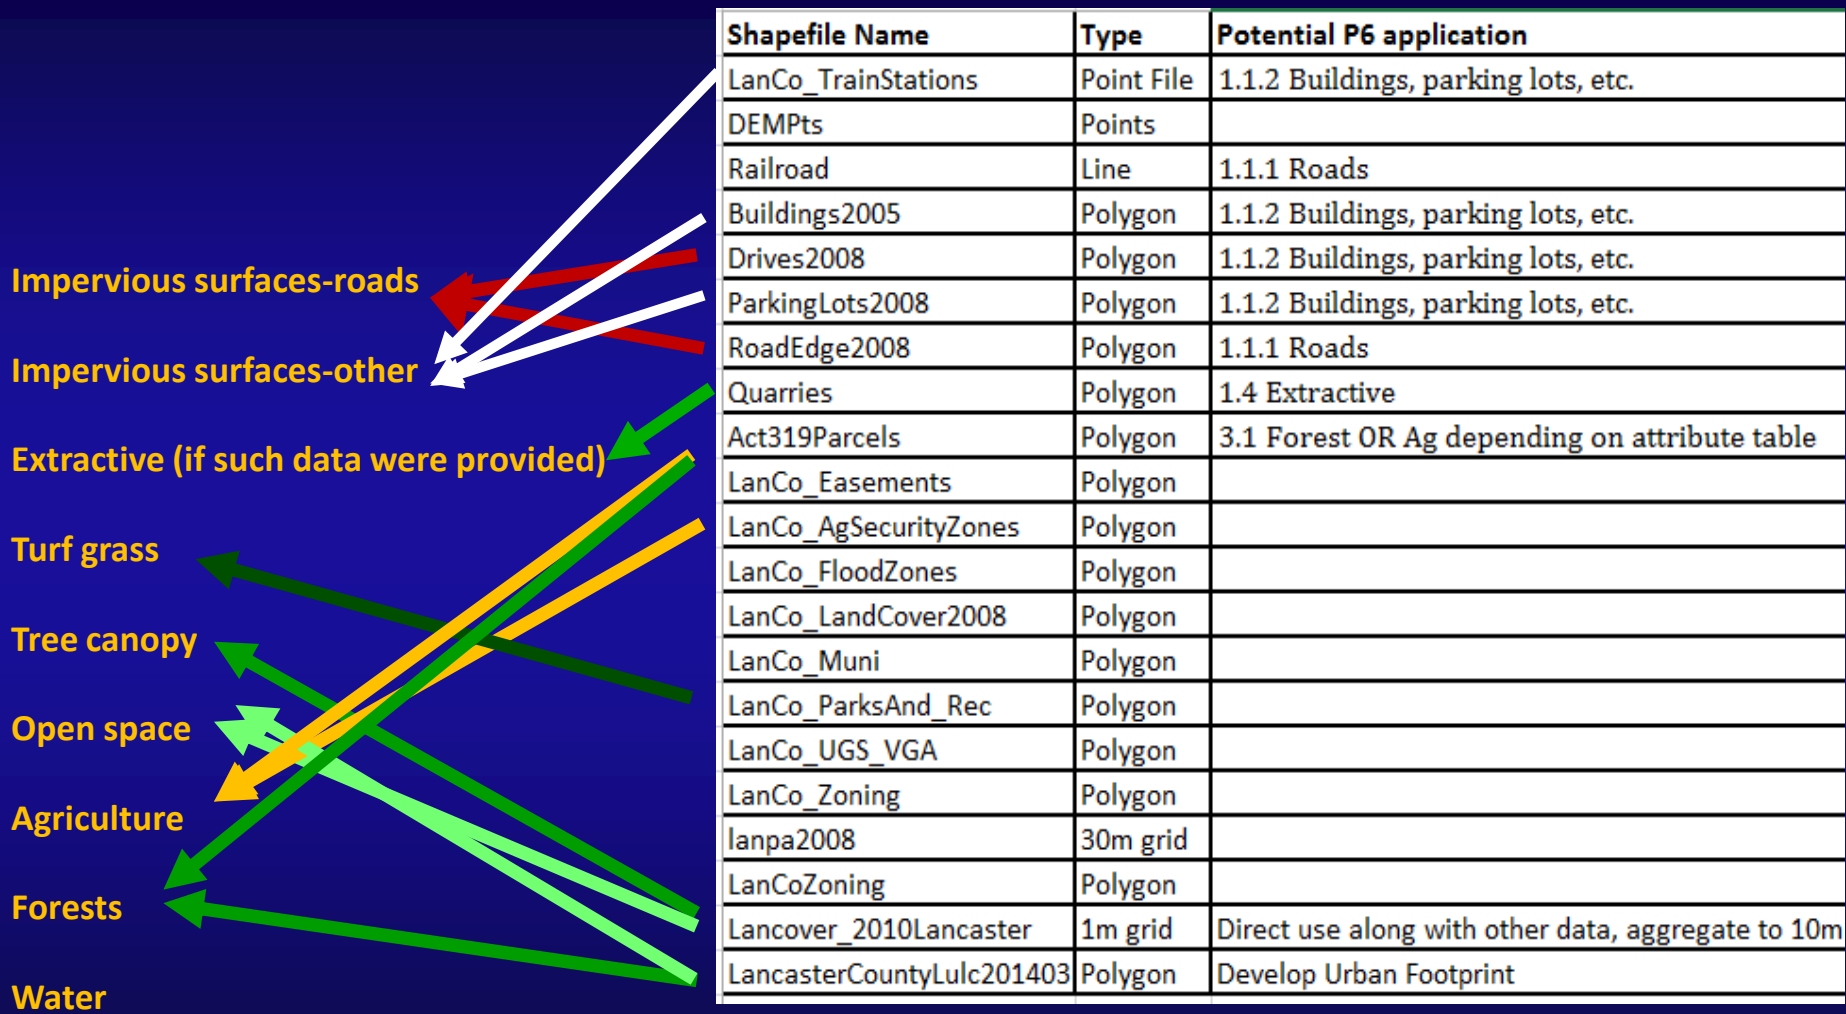 Impervious surfaces-roads
Impervious surfaces-other
Extractive (if such data were provided)
Turf grass
Tree canopy
Open space
Agriculture
Forests
Water
Shapefile Name Type Potential P6 application
LanCo_TrainStations Point File 1.1.2 Buildings, parking lots, etc.
DEMPts Points
Railroad Line 1.1.1 Roads
Buildings2005 Polygon 1.1.2 Buildings, parking lots, etc.
Drives2008 Polygon 1.1.2 Buildings, parking lots, etc.
ParkingLots2008 Polygon 1.1.2 Buildings, parking lots, etc.
RoadEdge2008 Polygon 1.1.1 Roads
Quarries Polygon 1.4 Extractive
Act319Parcels Polygon 3.1 Forest OR Ag depending on attribute table
LanCo_Easements Polygon
LanCo_AgSecurityZones Polygon
LanCo_FloodZones Polygon
LanCo_LandCover2008 Polygon
LanCo_Muni Polygon
LanCo_ParksAnd_Rec Polygon
LanCo_UGS_VGA Polygon
LanCo_Zoning Polygon
lanpa2008 30m grid
LanCoZoning Polygon
Lancover_2010Lancaster 1m grid Direct use along with other data, aggregate to 10m
LancasterCountyLulc201403 Polygon Develop Urban Footprint